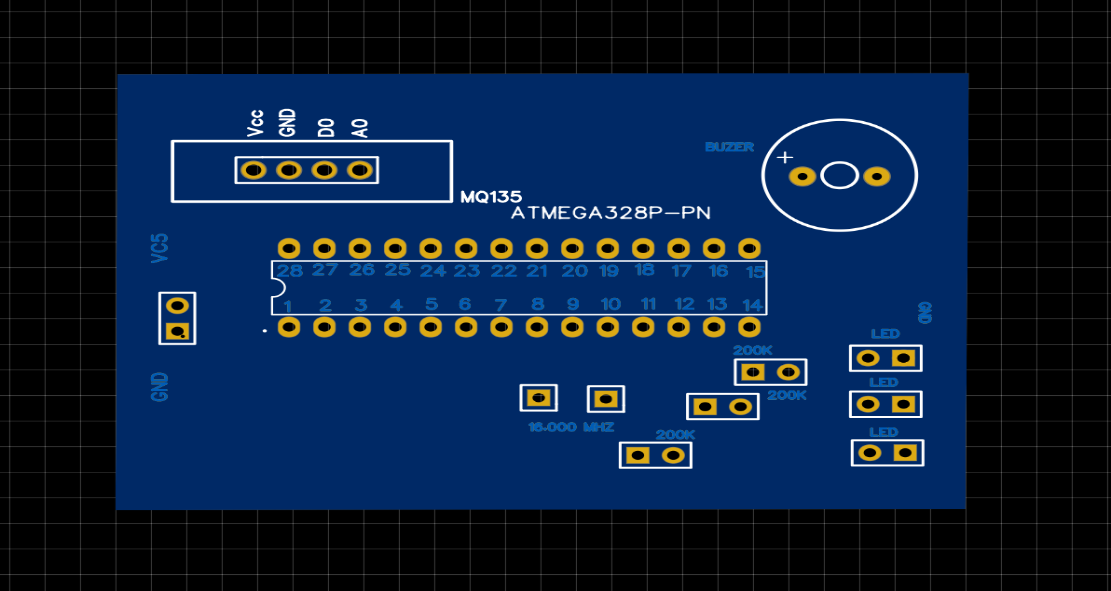 Vcc GND D0 A0
BUZER
+
MQ135
ATMEGA328P-PN
VC5
28 27 26 25 24 23 22 21 20 19 18 17 16 15
1 2 3 4 5 6 7 8 9 10 11 12 13 14
GND
LED
200K
LED
GND
200K
16.000 MHZ
200K
LED